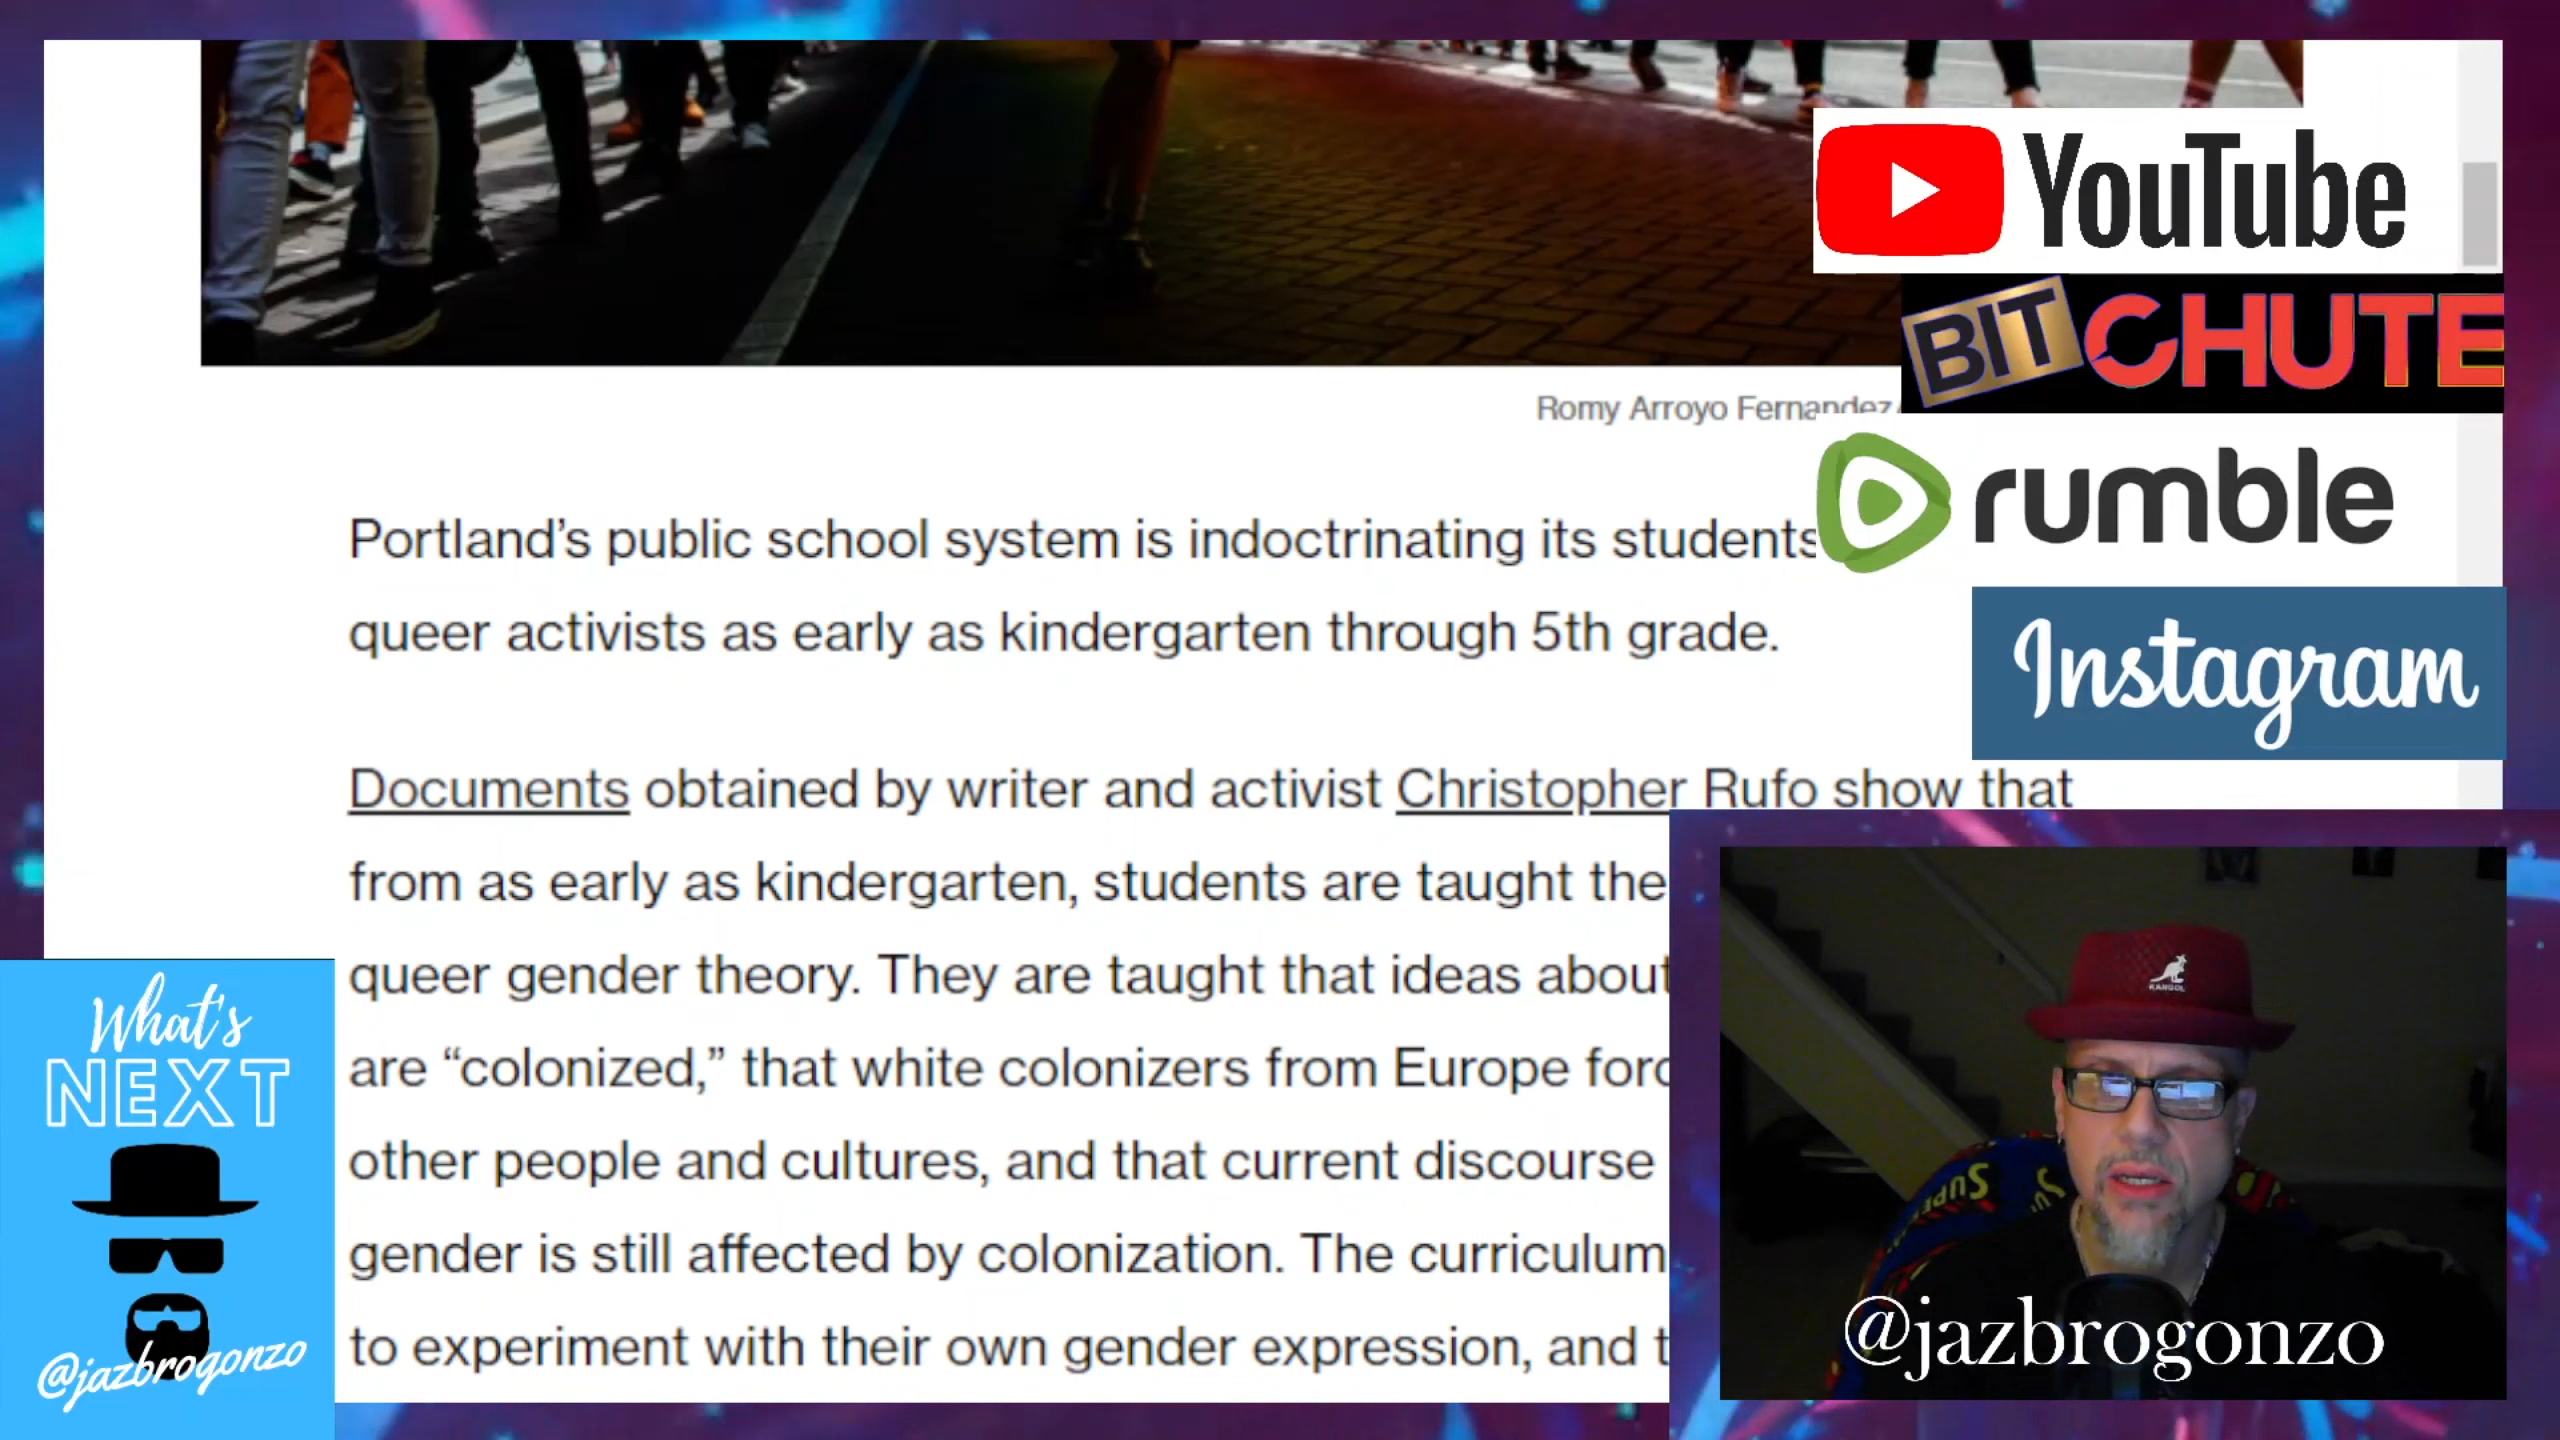 YouTube
BITCHUTE
Romy Arroyo Fernandez
rumble
Portland’s public school system is indoctrinating its students
queer activists as early as kindergarten through 5th grade.
Instagram
Documents obtained by writer and activist Christopher Rufo show that
from as early as kindergarten, students are taught the
queer gender theory. They are taught that ideas about
are “colonized,” that white colonizers from Europe forc
other people and cultures, and that current discourse
gender is still affected by colonization. The curriculum
to experiment with their own gender expression, and t
What's
NEXT
@jazbrogonzo
KANGOL
SUPE
@jazbrogonzo